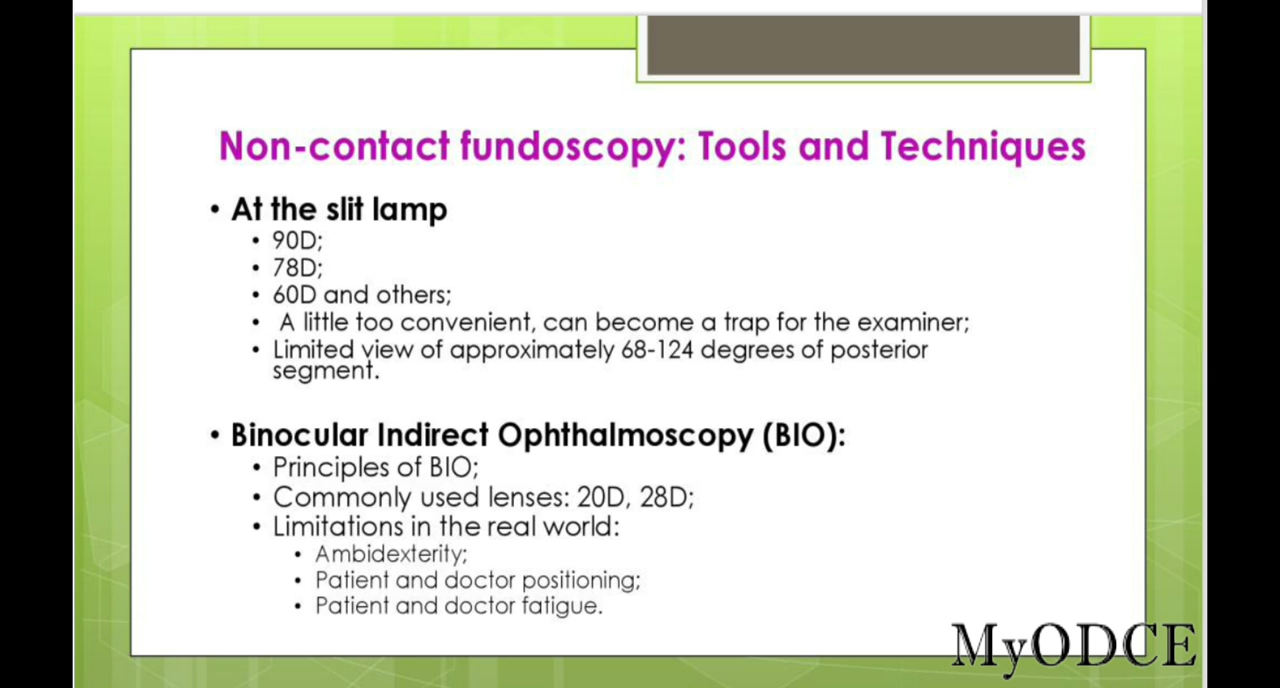 Non-contact fundoscopy: Tools and Techniques
• At the slit lamp
• 90D;
• 78D;
• 60D and others;
• A little too convenient, can become a trap for the examiner;
• Limited view of approximately 68-124 degrees of posterior
segment.
• Binocular Indirect Ophthalmoscopy (BIO):
• Principles of BIO;
• Commonly used lenses: 20D, 28D;
• Limitations in the real world:
• Ambidexterity;
• Patient and doctor positioning;
• Patient and doctor fatigue.
MyODCE